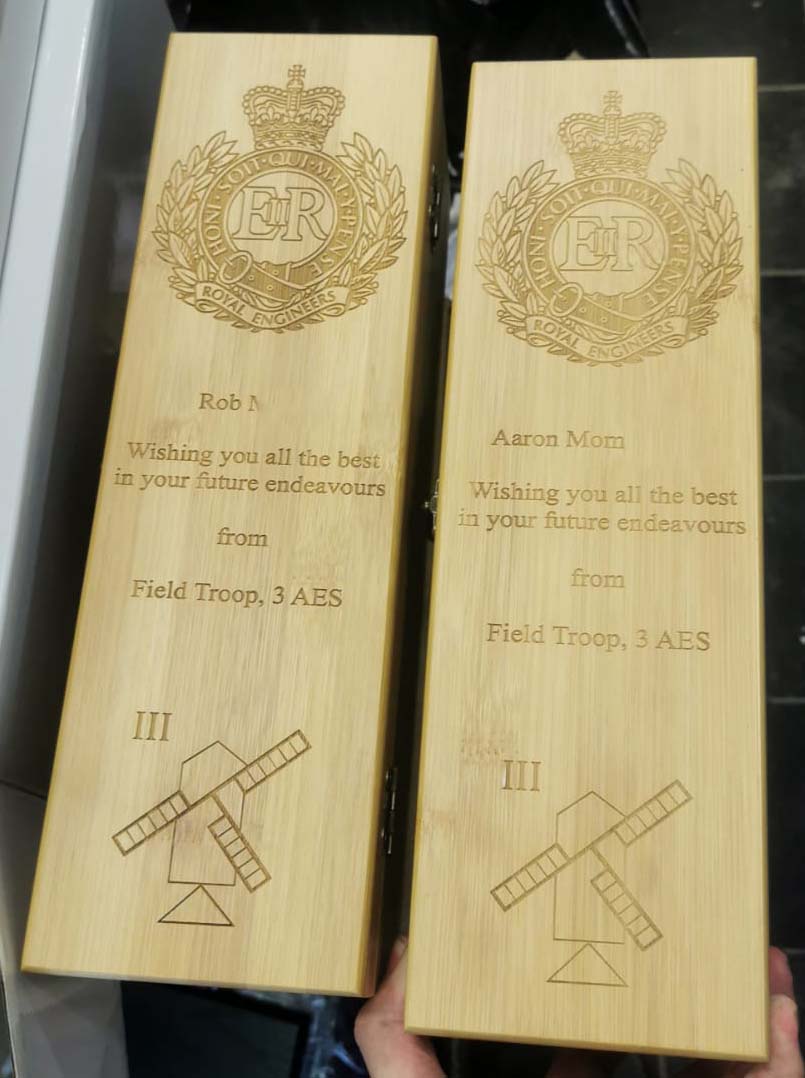 HONI · SOIT · QUI · MAL · Y · PENSE
EIIR
ROYAL ENGINEERS
Rob
Wishing you all the best
in your future endeavours
from
Field Troop, 3 AES
III
HONI · SOIT · QUI · MAL · Y · PENSE
EIIR
ROYAL ENGINEERS
Aaron Mom
Wishing you all the best
in your future endeavours
from
Field Troop, 3 AES
III